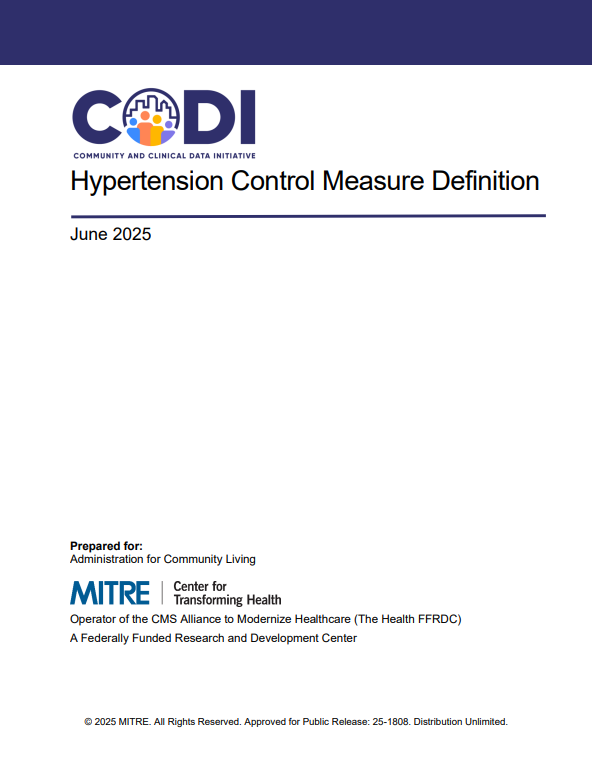 CODI
COMMUNITY AND CLINICAL DATA INITIATIVE
Hypertension Control Measure Definition
June 2025
Prepared for:
Administration for Community Living
MITRE | Center for
Transforming Health
Operator of the CMS Alliance to Modernize Healthcare (The Health FFRDC)
A Federally Funded Research and Development Center
© 2025 MITRE. All Rights Reserved. Approved for Public Release: 25-1808. Distribution Unlimited.